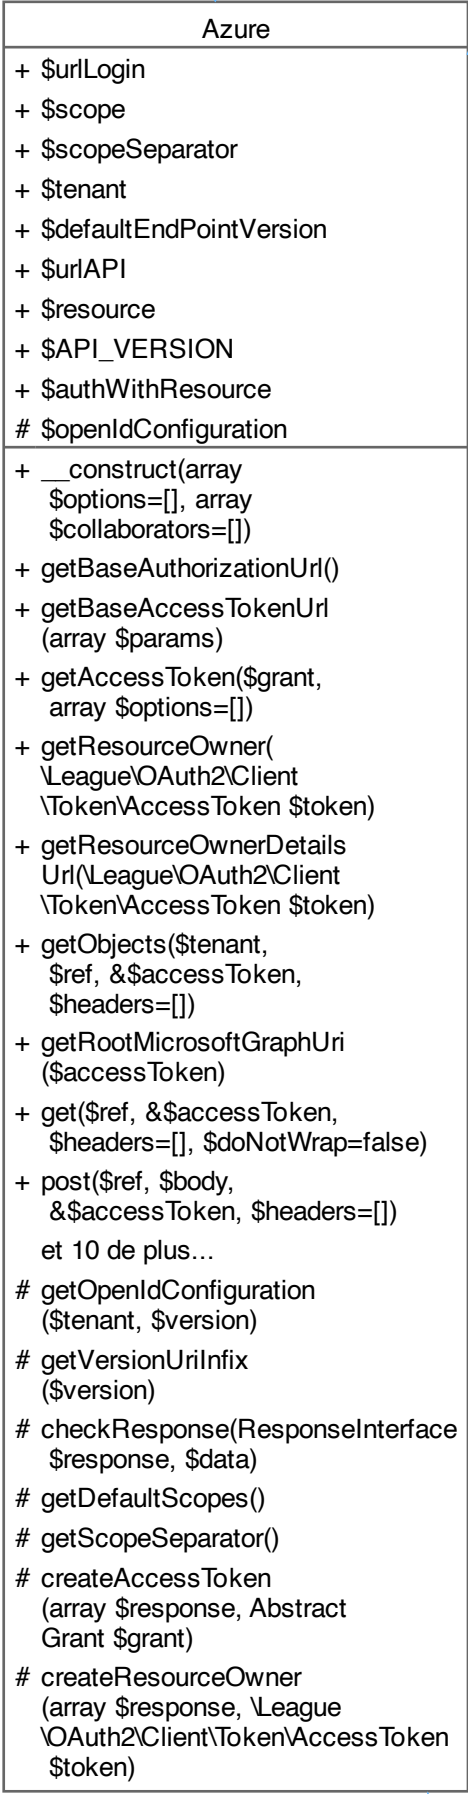 Azure
+ $urlLogin
+ $scope
+ $scopeSeparator
+ $tenant
+ $defaultEndPointVersion
+ $urlAPI
+ $resource
+ $API_VERSION
+ $authWithResource
# $openIdConfiguration
+ __construct(array
$options=[], array
$collaborators=[])
+ getBaseAuthorizationUrl()
+ getBaseAccessTokenUrl
(array $params)
+ getAccessToken($grant,
array $options=[])
+ getResourceOwner(
\League\OAuth2\Client
\Token\AccessToken $token)
+ getResourceOwnerDetails
Url(\League\OAuth2\Client
\Token\AccessToken $token)
+ getObjects($tenant,
$ref, &$accessToken,
$headers=[])
+ getRootMicrosoftGraphUri
($accessToken)
+ get($ref, &$accessToken,
$headers=[], $doNotWrap=false)
+ post($ref, $body,
&$accessToken, $headers=[])
et 10 de plus...
# getOpenIdConfiguration
($tenant, $version)
# getVersionUriInfix
($version)
# checkResponse(ResponseInterface
$response, $data)
# getDefaultScopes()
# getScopeSeparator()
# createAccessToken
(array $response, Abstract
Grant $grant)
# createResourceOwner
(array $response, \League
\OAuth2\Client\Token\AccessToken
$token)